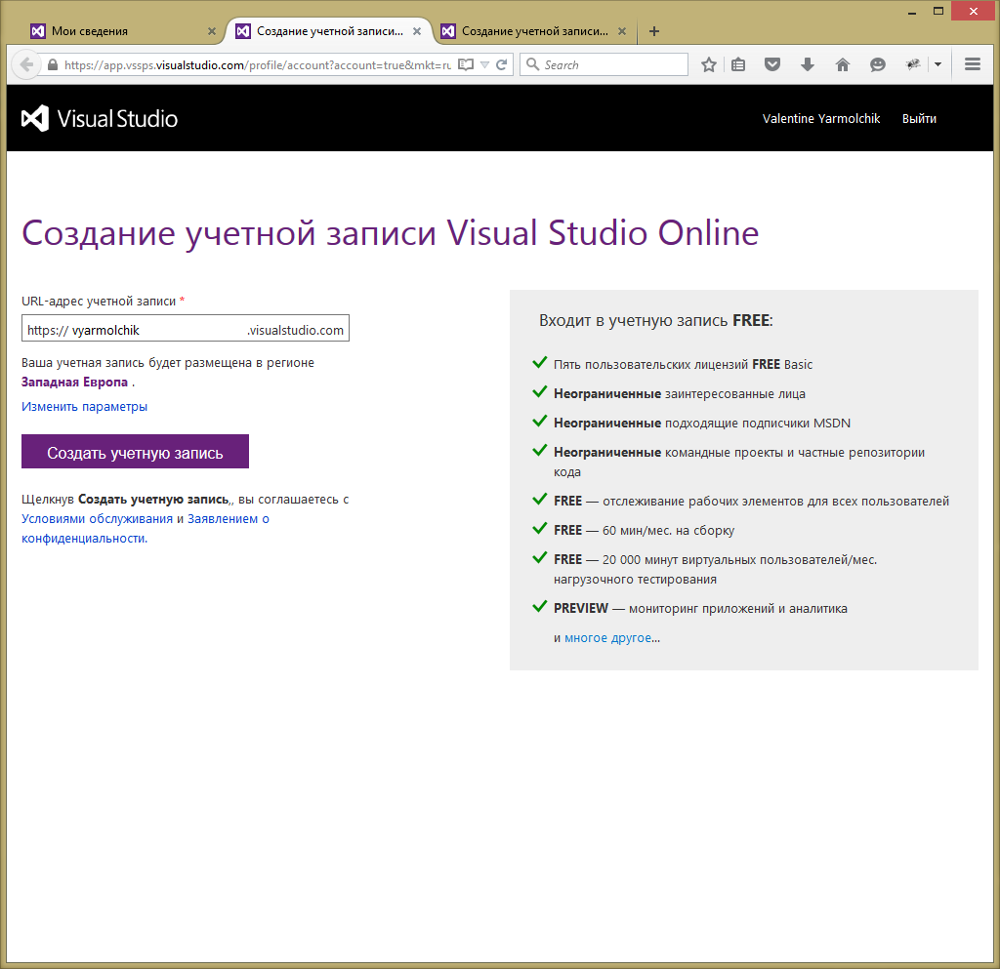 Мои сведения
Создание учетной записи...
Создание учетной записи...
https://app.vssps.visualstudio.com/profile/account?account=true&mkt=ru
Search
Visual Studio
Valentine Yarmolchik
Выйти
Создание учетной записи Visual Studio Online
URL-адрес учетной записи *
https:// vyarmolchik .visualstudio.com
Ваша учетная запись будет размещена в регионе
Западная Европа .
Изменить параметры
Создать учетную запись
Щелкнув Создать учетную запись,, вы соглашаетесь с
Условиями обслуживания и Заявлением о
конфиденциальности.
Входит в учетную запись FREE:
Пять пользовательских лицензий FREE Basic
Неограниченные заинтересованные лица
Неограниченные подходящие подписчики MSDN
Неограниченные командные проекты и частные репозитории
кода
FREE — отслеживание рабочих элементов для всех пользователей
FREE — 60 мин/мес. на сборку
FREE — 20 000 минут виртуальных пользователей/мес.
нагрузочного тестирования
PREVIEW — мониторинг приложений и аналитика
и многое другое...